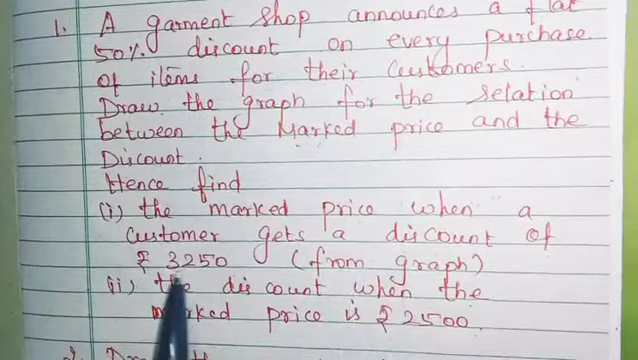 1. A garment shop announces a flat
50% discount on every purchase
of items for their customers.
Draw the graph for the relation
between the Marked price and the
Discount.
Hence find
(i) the marked price when a
customer gets a discount of
₹ 3250 (from graph)
(ii) the discount when the
marked price is ₹ 2500.